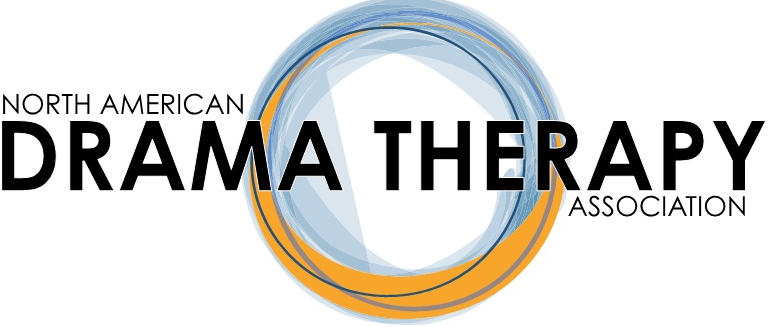 NORTH AMERICAN
DRAMA THERAPY
ASSOCIATION